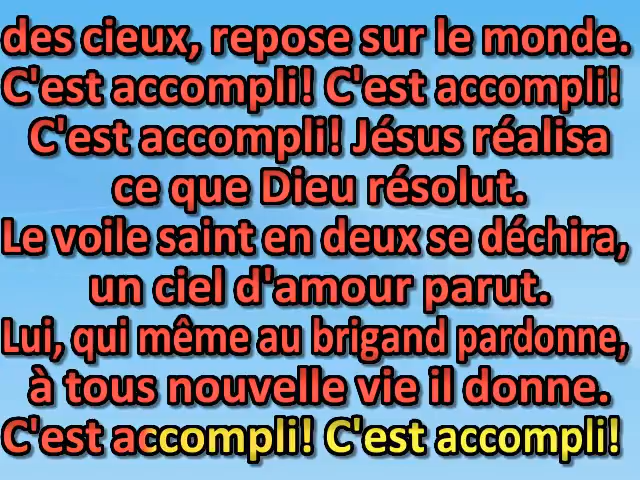 des cieux, repose sur le monde.
C'est accompli! C'est accompli!
C'est accompli! Jésus réalisa
ce que Dieu résolut.
Le voile saint en deux se déchira,
un ciel d'amour parut.
Lui, qui même au brigand pardonne,
à tous nouvelle vie il donne.
C'est accompli! C'est accompli!